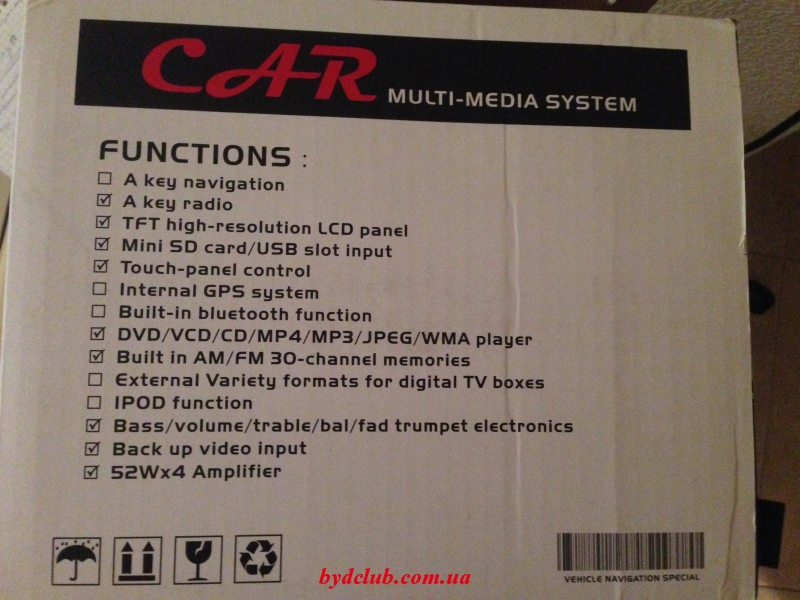 CAR MULTI-MEDIA SYSTEM
FUNCTIONS :
☐ A key navigation
☑ A key radio
☑ TFT high-resolution LCD panel
☑ Mini SD card/USB slot input
☑ Touch-panel control
☐ Internal GPS system
☐ Built-in bluetooth function
☑ DVD/VCD/CD/MP4/MP3/JPEG/WMA player
☑ Built in AM/FM 30-channel memories
☐ External Variety formats for digital TV boxes
☐ IPOD function
☑ Bass/volume/trable/bal/fad trumpet electronics
☑ Back up video input
☑ 52Wx4 Amplifier
VEHICLE NAVIGATION SPECIAL
bydclub.com.ua